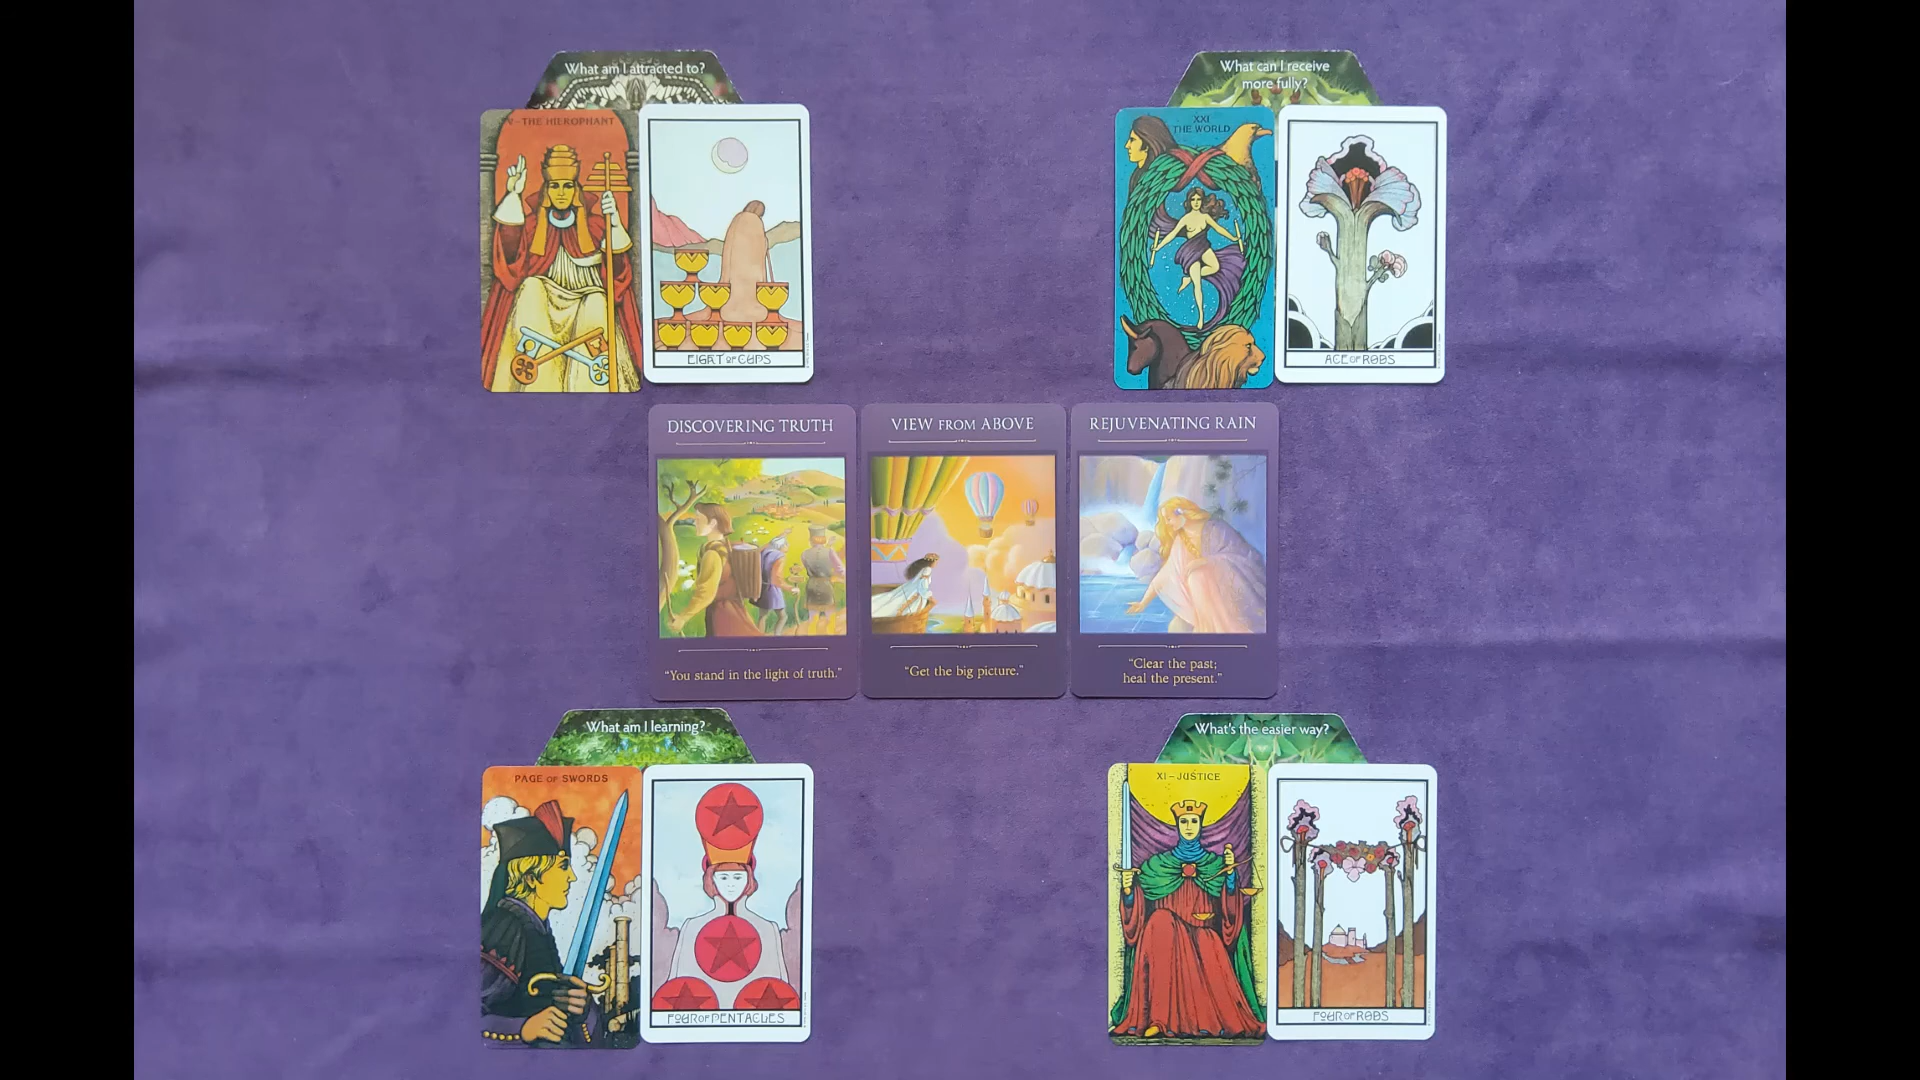 What am I attracted to?
V-THE HIEROPHANT
EIGHT OF CUPS
What can I receive
more fully?
XXI
THE WORLD
ACE OF RODS
DISCOVERING TRUTH
"You stand in the light of truth."
VIEW FROM ABOVE
"Get the big picture."
REJUVENATING RAIN
"Clear the past;
heal the present."
What am I learning?
PAGE OF SWORDS
FOUR OF PENTACLES
What's the easier way?
XI-JUSTICE
FOUR OF RODS